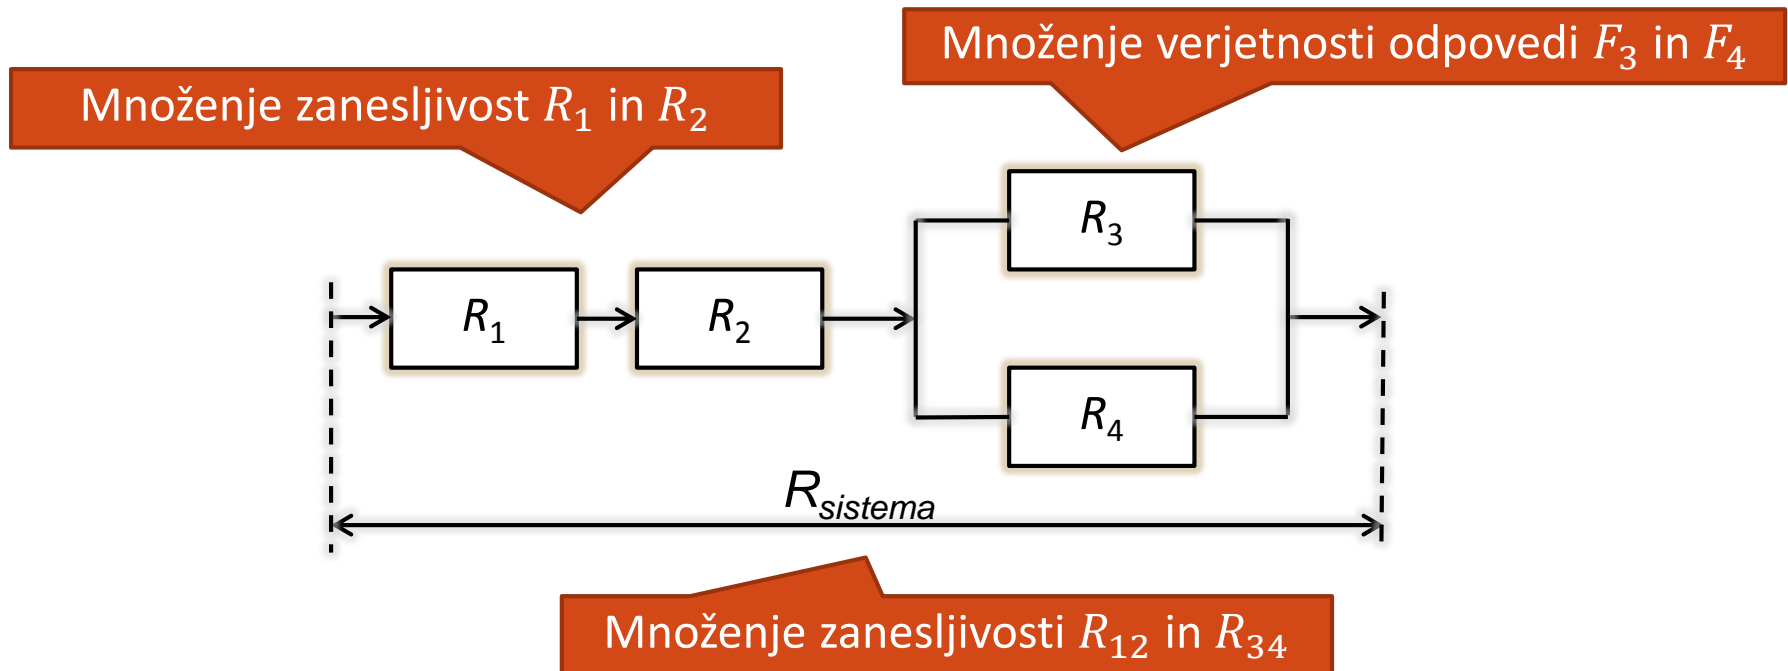 Množenje verjetnosti odpovedi F₃ in F₄
Množenje zanesljivost R₁ in R₂
R₃
R₁
R₂
R₄
R_sistema
Množenje zanesljivosti R₁₂ in R₃₄